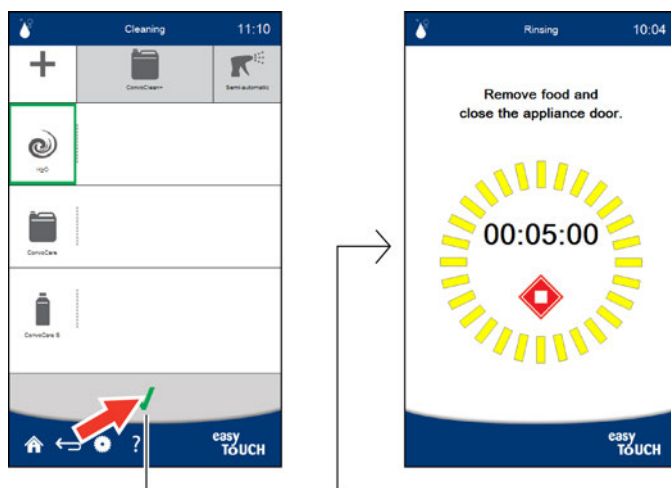 Cleaning 11:10
ConvoClean+
Semi-automatic
H2O
ConvoCare
ConvoCare S
?
easy
TOUCH
Rinsing 10:04
Remove food and
close the appliance door.
00:05:00
easy
TOUCH